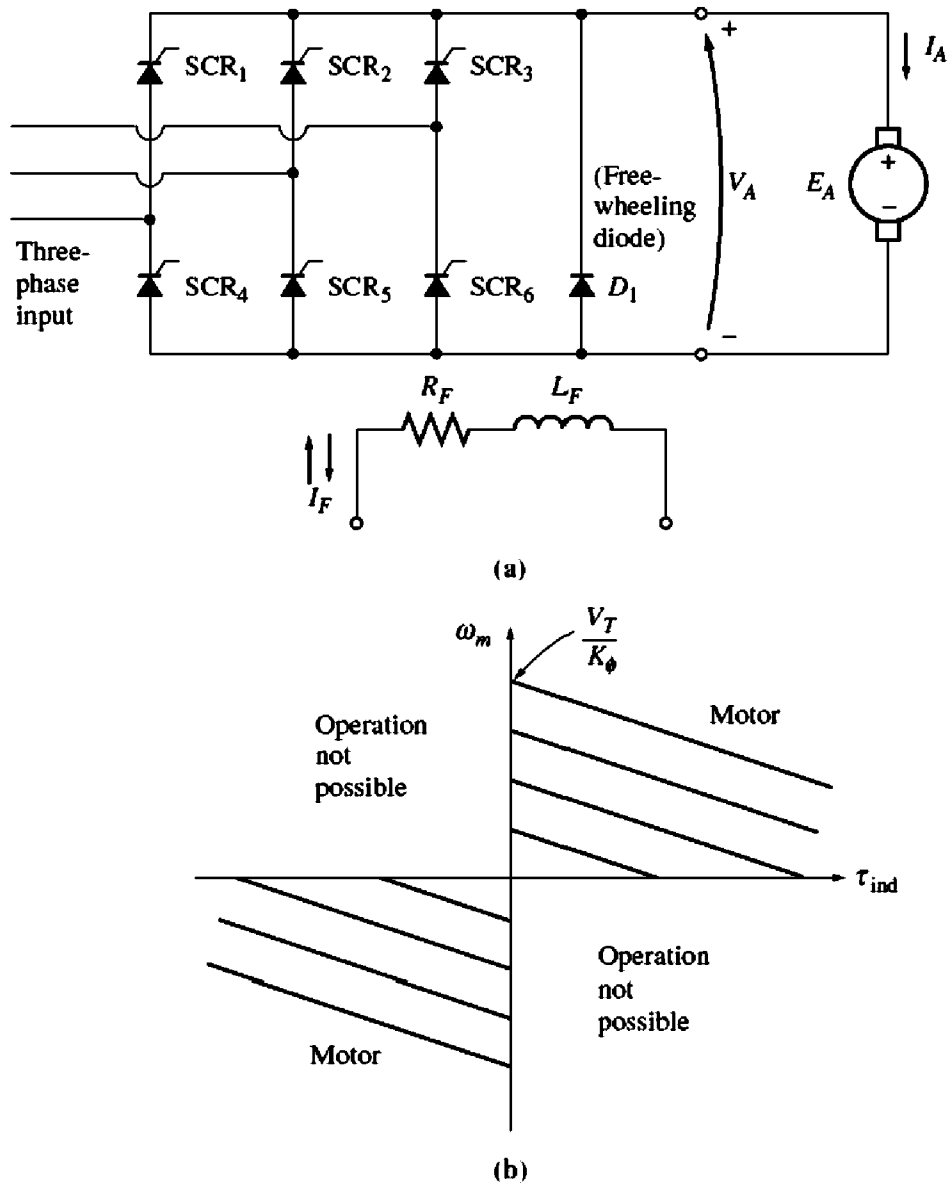 SCR1 SCR2 SCR3
+
I_A
(Free-
wheeling
diode)
V_A
E_A
+
−
Three-
phase
input
SCR4 SCR5 SCR6 D1
−
R_F L_F
I_F
(a)
ω_m
V_T
K_ϕ
Operation
not
possible
Motor
τ_ind
Operation
not
possible
Motor
(b)